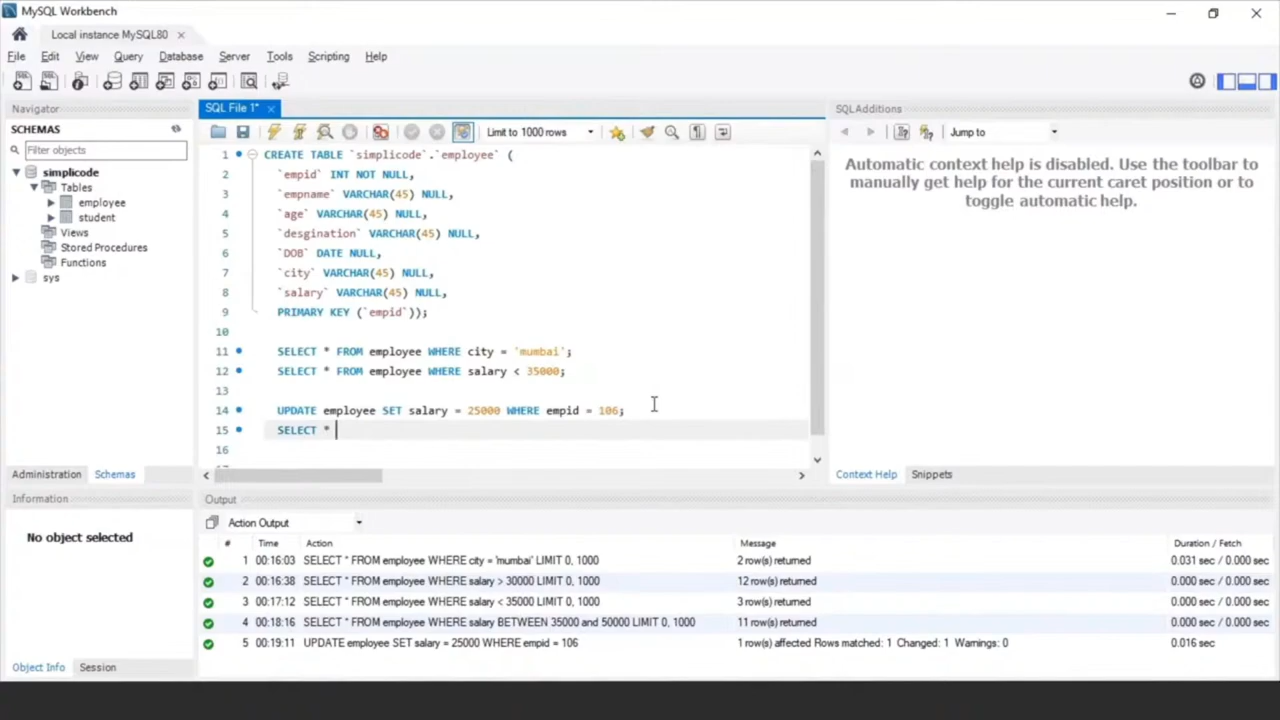 MySQL Workbench
Local instance MySQL80
File Edit View Query Database Server Tools Scripting Help
Navigator
SCHEMAS
Filter objects
simplicode
Tables
employee
student
Views
Stored Procedures
Functions
sys
Administration Schemas
Information
No object selected
Object Info Session
SQL File 1*
Limit to 1000 rows
1 CREATE TABLE `simplicode`.`employee` (
2 `empid` INT NOT NULL,
3 `empname` VARCHAR(45) NULL,
4 `age` VARCHAR(45) NULL,
5 `desgination` VARCHAR(45) NULL,
6 `DOB` DATE NULL,
7 `city` VARCHAR(45) NULL,
8 `salary` VARCHAR(45) NULL,
9 PRIMARY KEY (`empid`));
10
11 SELECT * FROM employee WHERE city = 'mumbai';
12 SELECT * FROM employee WHERE salary < 35000;
13
14 UPDATE employee SET salary = 25000 WHERE empid = 106;
15 SELECT *
16
SQLAdditions
Jump to
Automatic context help is disabled. Use the toolbar to
manually get help for the current caret position or to
toggle automatic help.
Context Help Snippets
Output
Action Output
# Time Action Message Duration / Fetch
1 00:16:03 SELECT * FROM employee WHERE city = 'mumbai' LIMIT 0, 1000 2 row(s) returned 0.031 sec / 0.000 sec
2 00:16:38 SELECT * FROM employee WHERE salary > 30000 LIMIT 0, 1000 12 row(s) returned 0.000 sec / 0.000 sec
3 00:17:12 SELECT * FROM employee WHERE salary < 35000 LIMIT 0, 1000 3 row(s) returned 0.000 sec / 0.000 sec
4 00:18:16 SELECT * FROM employee WHERE salary BETWEEN 35000 and 50000 LIMIT 0, 1000 11 row(s) returned 0.000 sec / 0.000 sec
5 00:19:11 UPDATE employee SET salary = 25000 WHERE empid = 106 1 row(s) affected Rows matched: 1 Changed: 1 Warnings: 0 0.016 sec